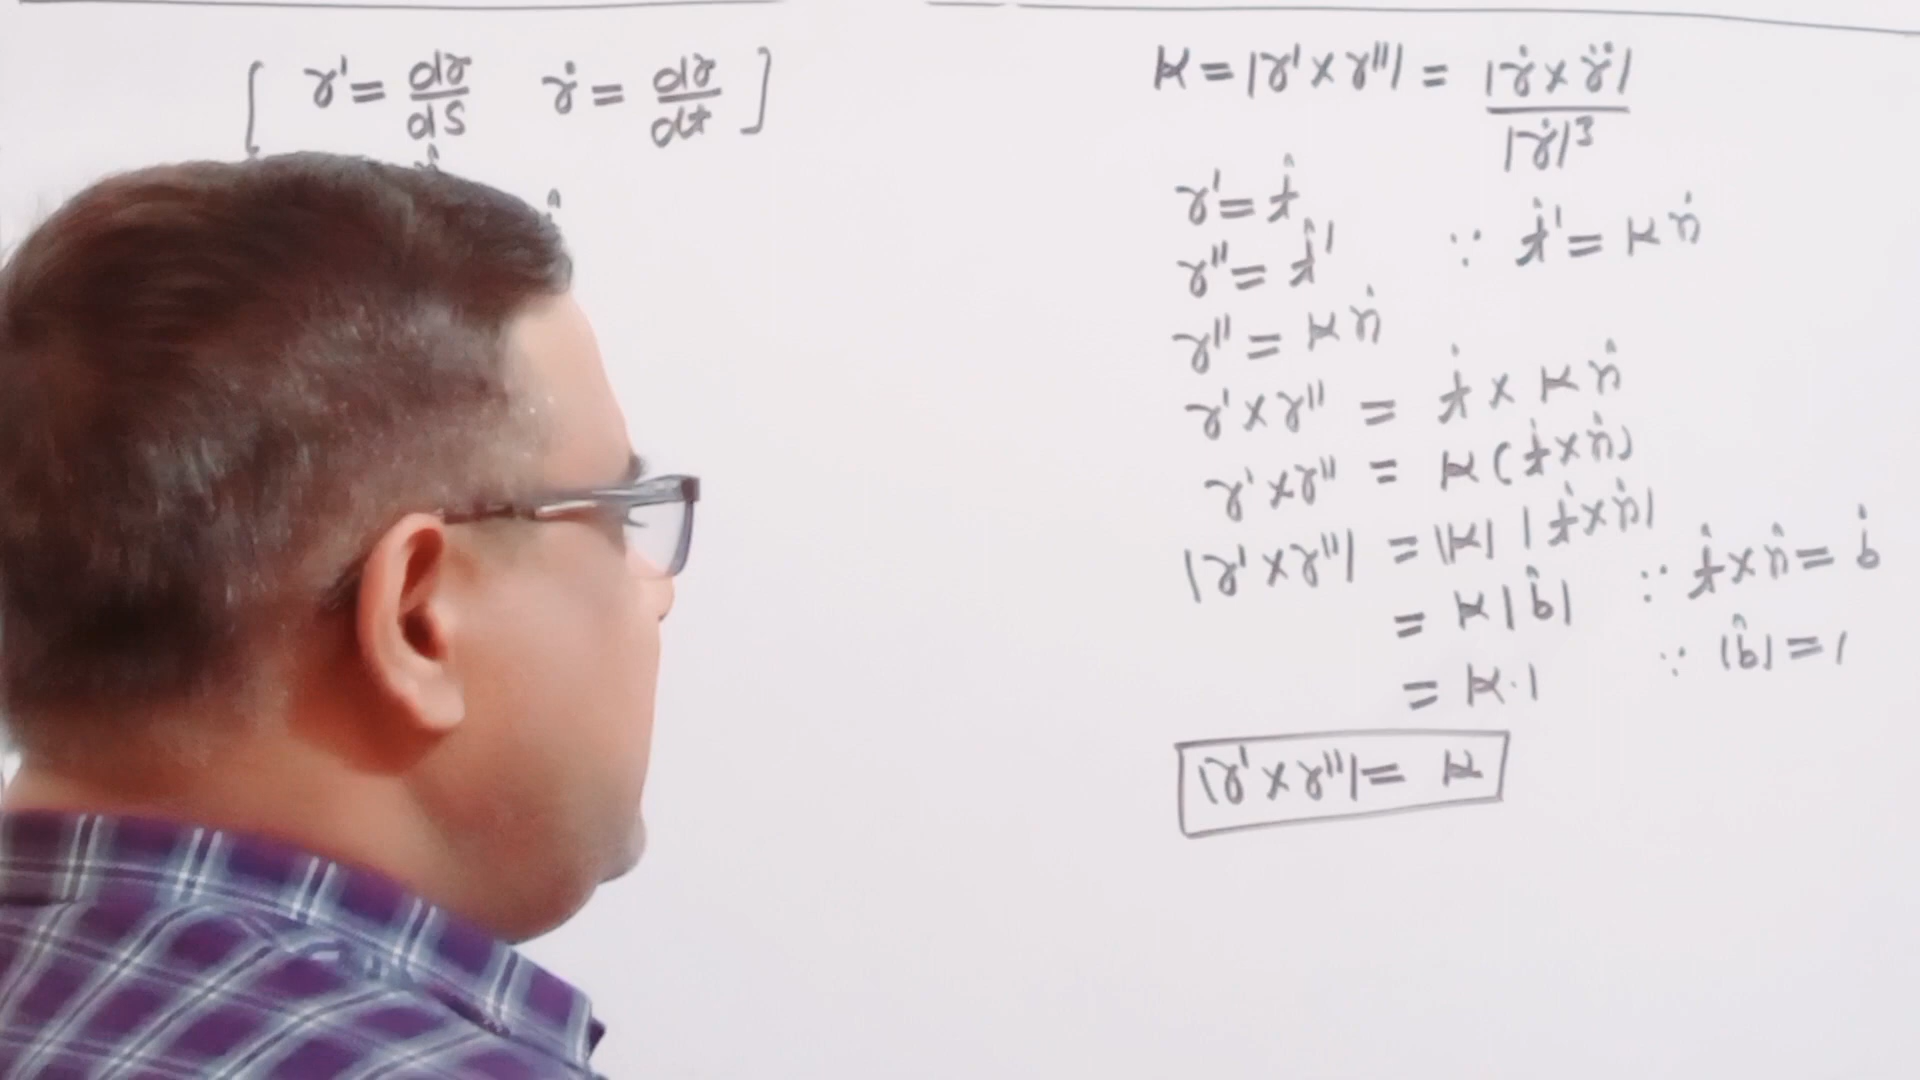 [ r' = dr/ds ṙ = dr/dt ]
κ = |r' × r''| = |ṙ × r̈| / |ṙ|³
r' = t̂
r'' = t̂' ∵ t̂' = κ n̂
r'' = κ n̂
r' × r'' = t̂ × κ n̂
r' × r'' = κ (t̂ × n̂)
|r' × r''| = |κ| |t̂ × n̂|
= κ |b̂| ∵ t̂ × n̂ = b̂
= κ·1 ∵ |b̂| = 1
|r' × r''| = κ